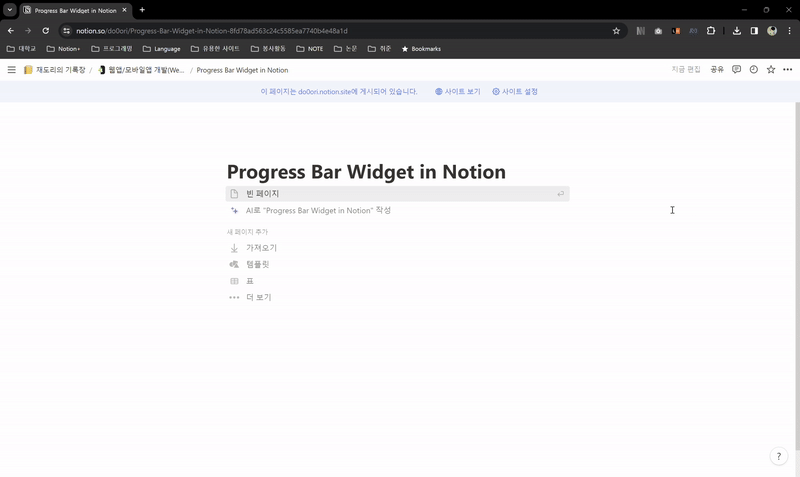 Progress Bar Widget in Notion
notion.so/do0ori/Progress-Bar-Widget-in-Notion-8fd78ad563c24c5585ea7740b4e48a1d
대학교 Notion+ 프로그래밍 Language 유용한 사이트 봉사활동 NOTE 논문 취준 Bookmarks
재도리의 기록장 / 웹앱/모바일앱 개발(We... / Progress Bar Widget in Notion 지금 편집 공유
이 페이지는 do0ori.notion.site에 게시되어 있습니다. 사이트 보기 사이트 설정
Progress Bar Widget in Notion
빈 페이지
AI로 "Progress Bar Widget in Notion" 작성
새 페이지 추가
가져오기
템플릿
표
더 보기
?